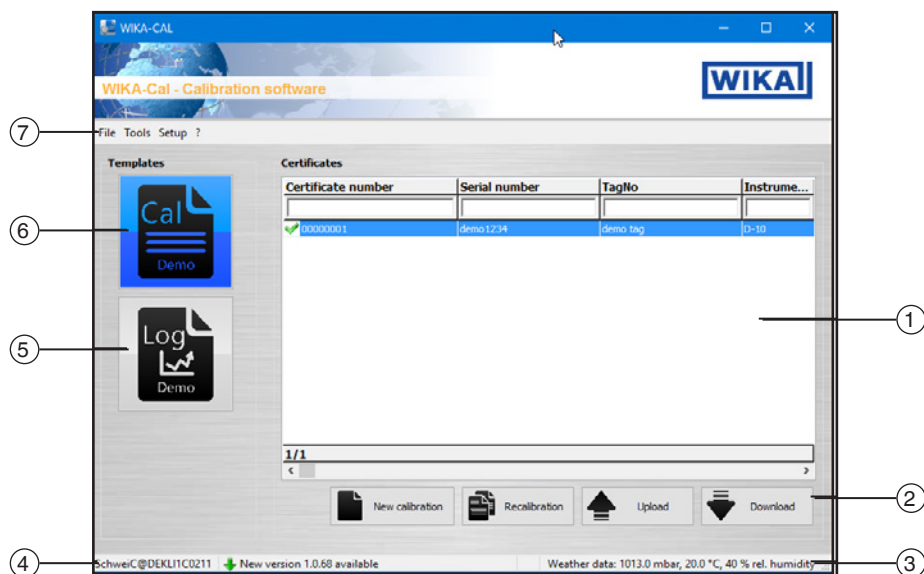 WIKA-CAL
WIKA-Cal - Calibration software
WIKA
7
File Tools Setup ?
Templates
Certificates
Certificate number Serial number TagNo Instrume...
00000001 demo1234 demo tag D-10
Cal
Demo
6
1
Log
Demo
5
1/1
New calibration Recalibration Upload Download
2
4
SchweiC@DEKLI1C0211 New version 1.0.68 available Weather data: 1013.0 mbar, 20.0 °C, 40 % rel. humidity
3